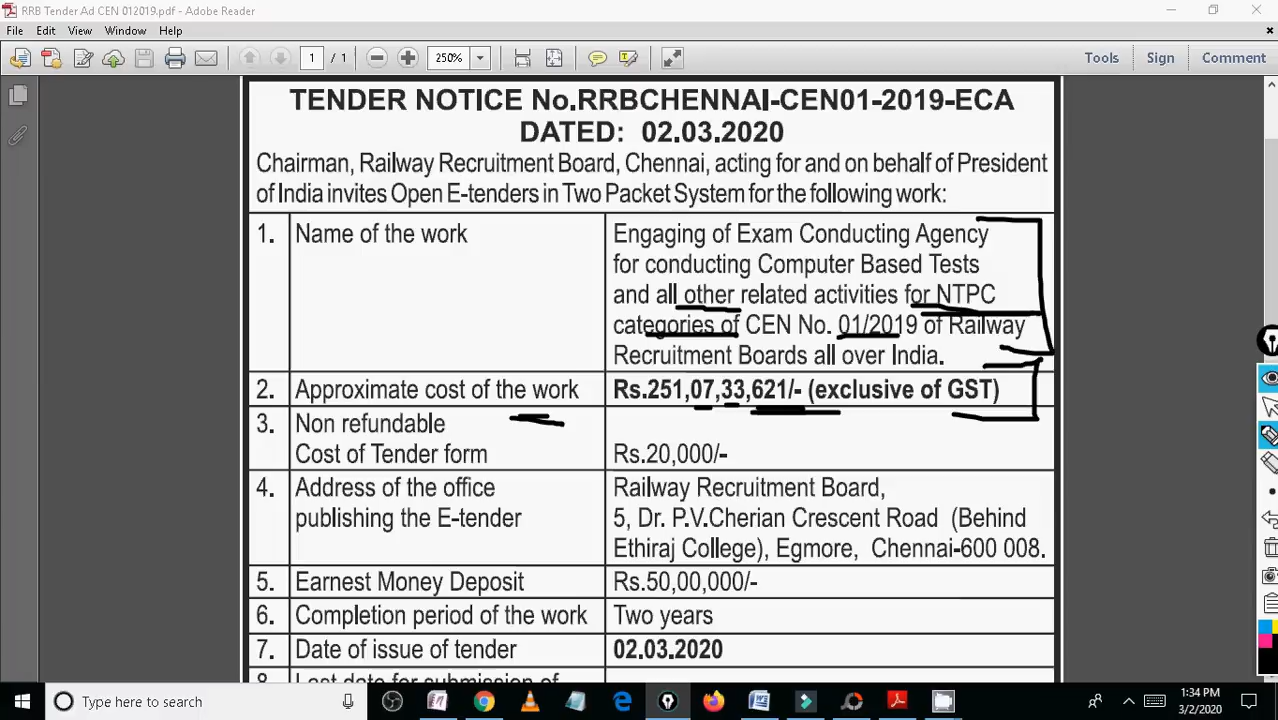 RRB Tender Ad CEN 012019.pdf - Adobe Reader
File Edit View Window Help
1 / 1 250% Tools Sign Comment
TENDER NOTICE No.RRBCHENNAI-CEN01-2019-ECA
DATED: 02.03.2020
Chairman, Railway Recruitment Board, Chennai, acting for and on behalf of President
of India invites Open E-tenders in Two Packet System for the following work:
1. Name of the work Engaging of Exam Conducting Agency
for conducting Computer Based Tests
and all other related activities for NTPC
categories of CEN No. 01/2019 of Railway
Recruitment Boards all over India.
2. Approximate cost of the work Rs.251,07,33,621/- (exclusive of GST)
3. Non refundable
Cost of Tender form Rs.20,000/-
4. Address of the office Railway Recruitment Board,
publishing the E-tender 5, Dr. P.V.Cherian Crescent Road (Behind
Ethiraj College), Egmore, Chennai-600 008.
5. Earnest Money Deposit Rs.50,00,000/-
6. Completion period of the work Two years
7. Date of issue of tender 02.03.2020
8. Last date for submission of
Type here to search
1:34 PM
3/2/2020